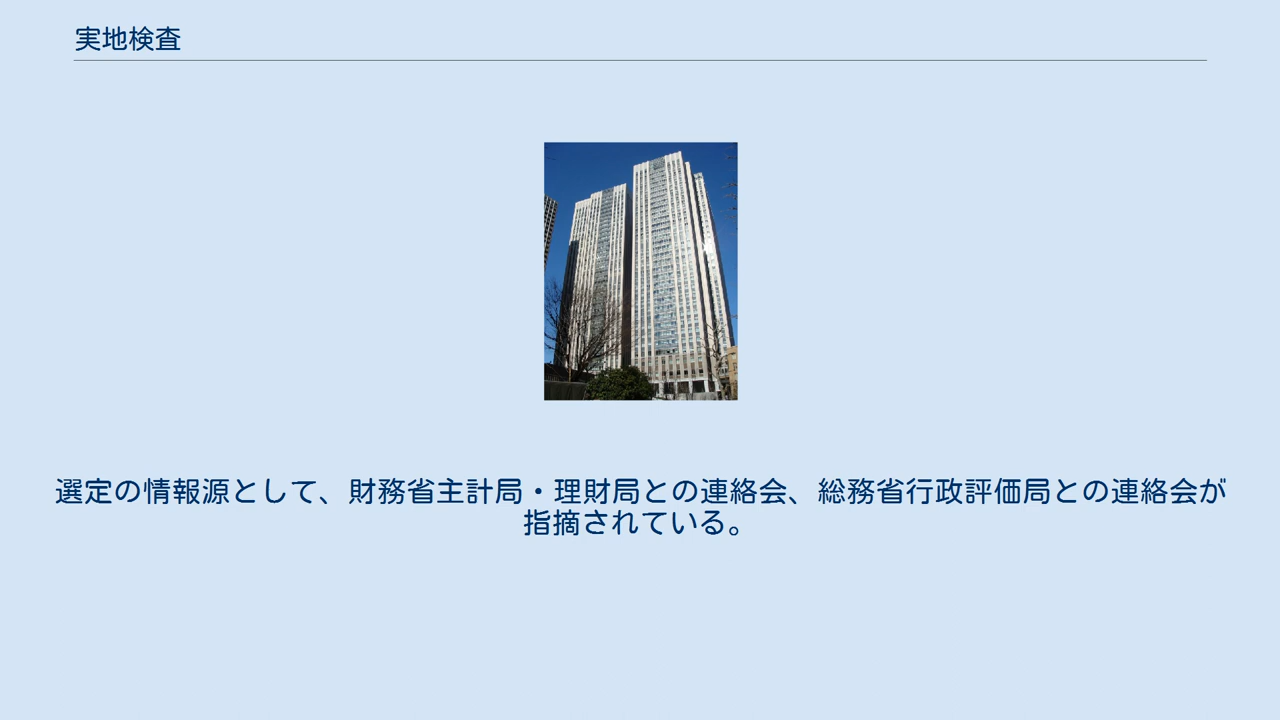 実地検査
選定の情報源として、財務省主計局・理財局との連絡会、総務省行政評価局との連絡会が
指摘されている。